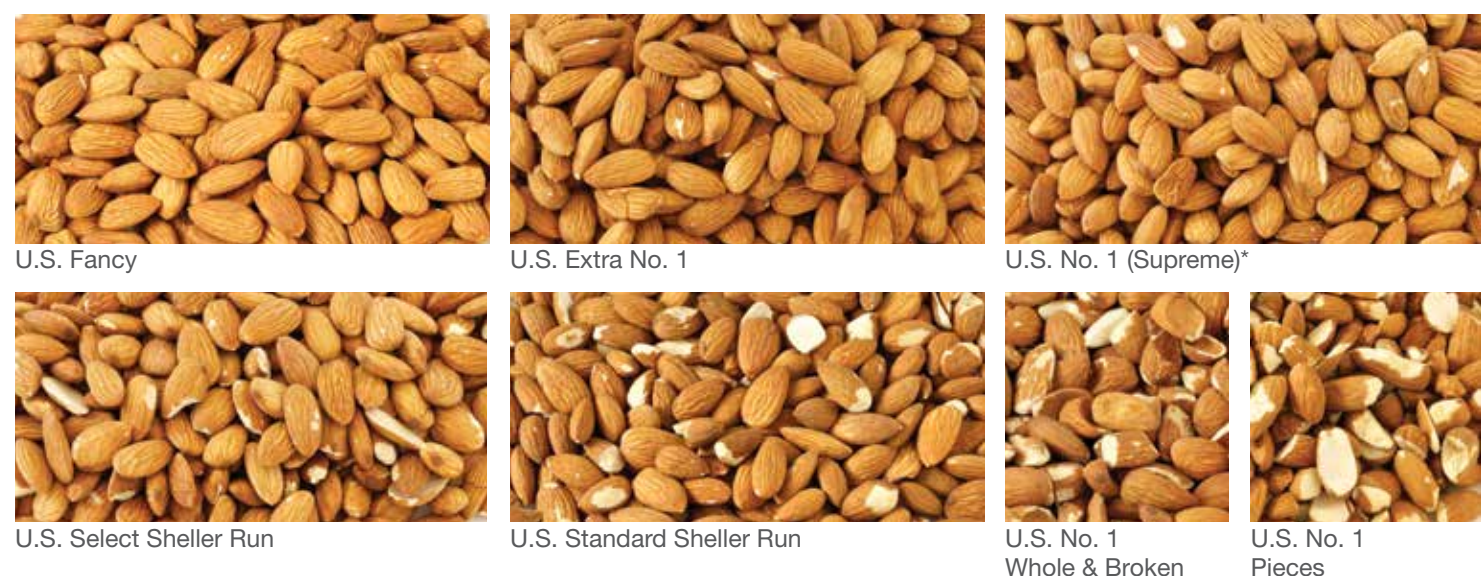 U.S. Fancy
U.S. Extra No. 1
U.S. No. 1 (Supreme)*
U.S. Select Sheller Run
U.S. Standard Sheller Run
U.S. No. 1
Whole & Broken
U.S. No. 1
Pieces